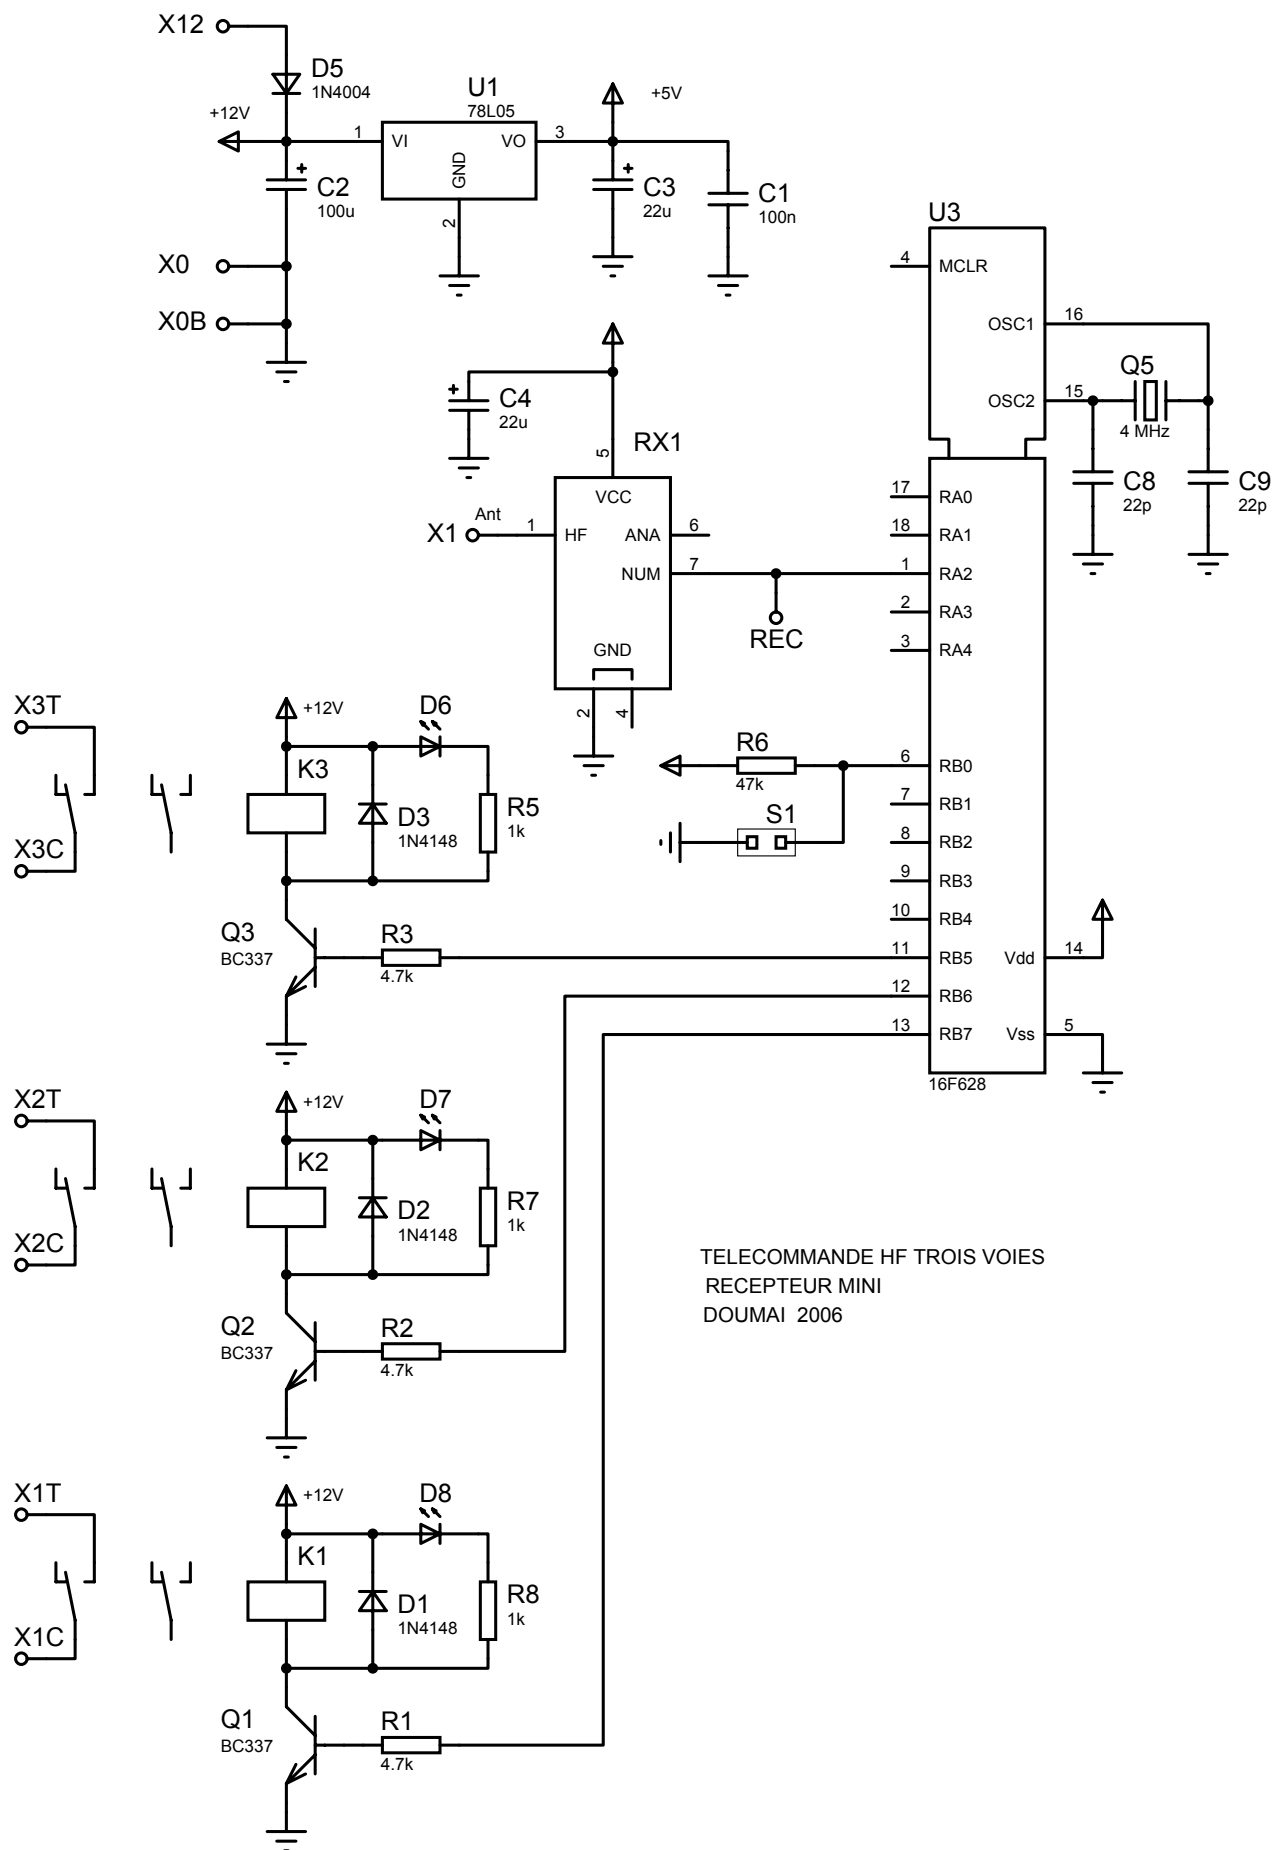 X12
D5
1N4004
U1
78L05
+12V
+5V
1
VI
VO
3
GND
2
C2
100u
C3
22u
C1
100n
X0
X0B
U3
4
MCLR
OSC1
16
OSC2
15
Q5
4 MHz
C8
22p
C9
22p
C4
22u
RX1
5
VCC
X1
Ant
1
HF
ANA
6
NUM
7
GND
2
4
REC
17
RA0
18
RA1
1
RA2
2
RA3
3
RA4
6
RB0
7
RB1
8
RB2
9
RB3
10
RB4
11
RB5
12
RB6
13
RB7
Vdd
14
Vss
5
16F628
R6
47k
S1
X3T
X3C
+12V
K3
D6
D3
1N4148
R5
1k
Q3
BC337
R3
4.7k
X2T
X2C
+12V
K2
D7
D2
1N4148
R7
1k
Q2
BC337
R2
4.7k
TELECOMMANDE HF TROIS VOIES
RECEPTEUR MINI
DOUMAI 2006
X1T
X1C
+12V
K1
D8
D1
1N4148
R8
1k
Q1
BC337
R1
4.7k